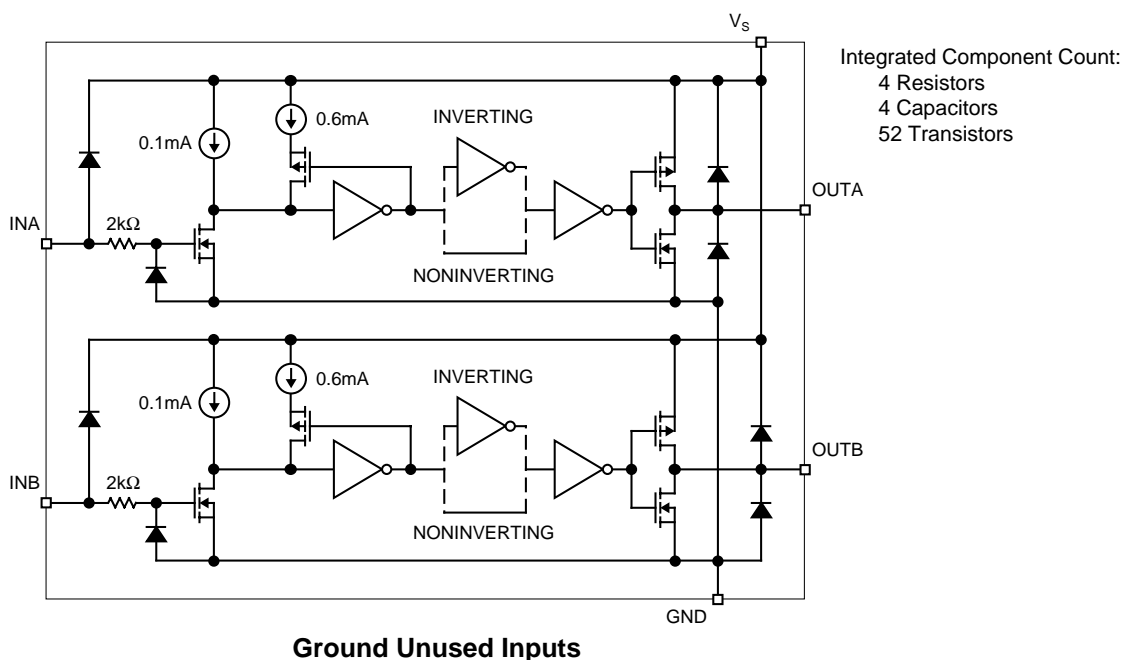 V_S
Integrated Component Count:
4 Resistors
4 Capacitors
52 Transistors
0.6mA
INVERTING
0.1mA
OUTA
2kΩ
INA
NONINVERTING
0.6mA
INVERTING
0.1mA
OUTB
2kΩ
INB
NONINVERTING
GND
Ground Unused Inputs